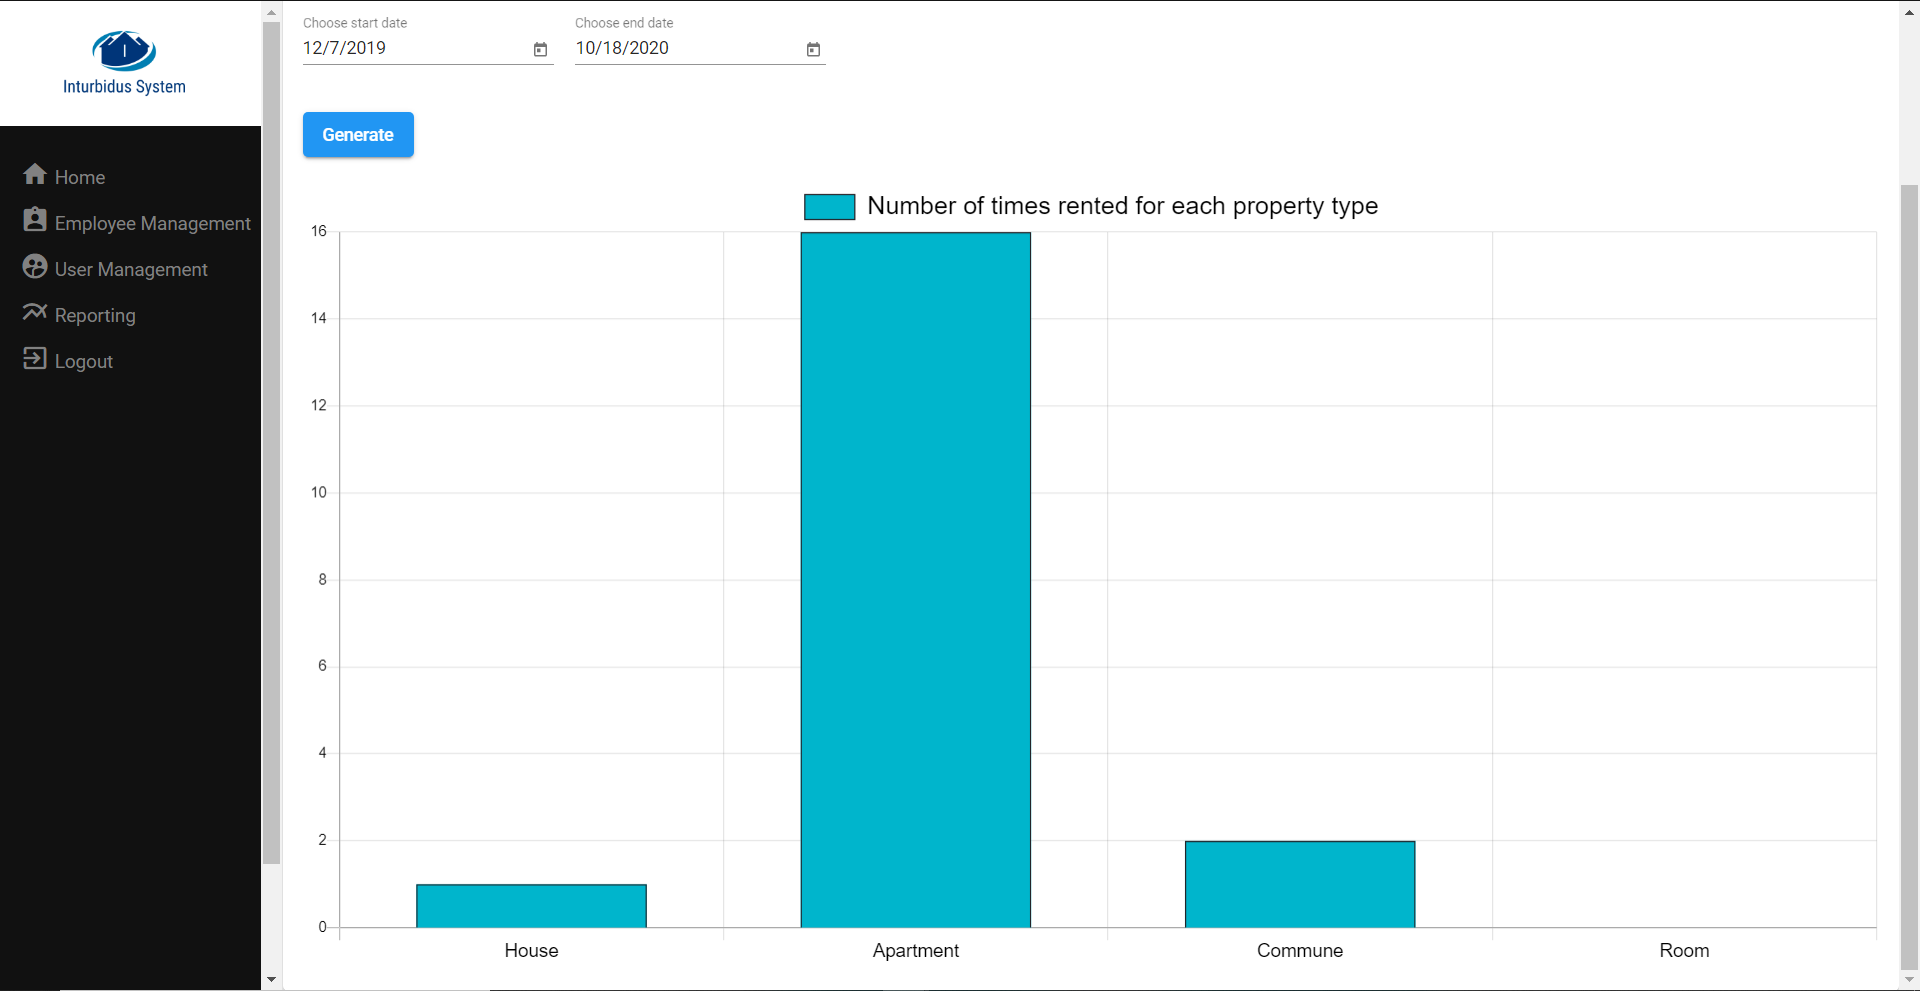 Inturbidus System
Home
Employee Management
User Management
Reporting
Logout
Choose start date
12/7/2019
Choose end date
10/18/2020
Generate
Number of times rented for each property type
16
14
12
10
8
6
4
2
0
House
Apartment
Commune
Room